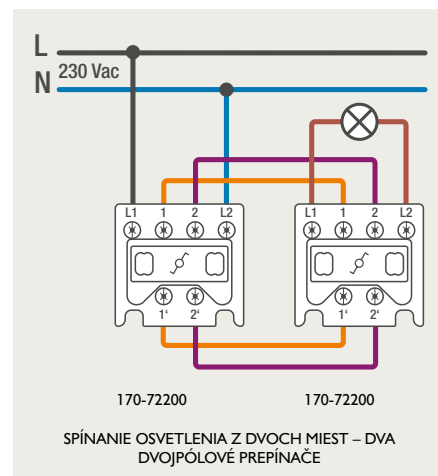 L
230 Vac
N
L1 1 2 L2
L1 1 2 L2
1' 2'
1' 2'
170-72200
170-72200
SPÍNANIE OSVETLENIA Z DVOCH MIEST – DVA
DVOJPÓLOVÉ PREPÍNAČE